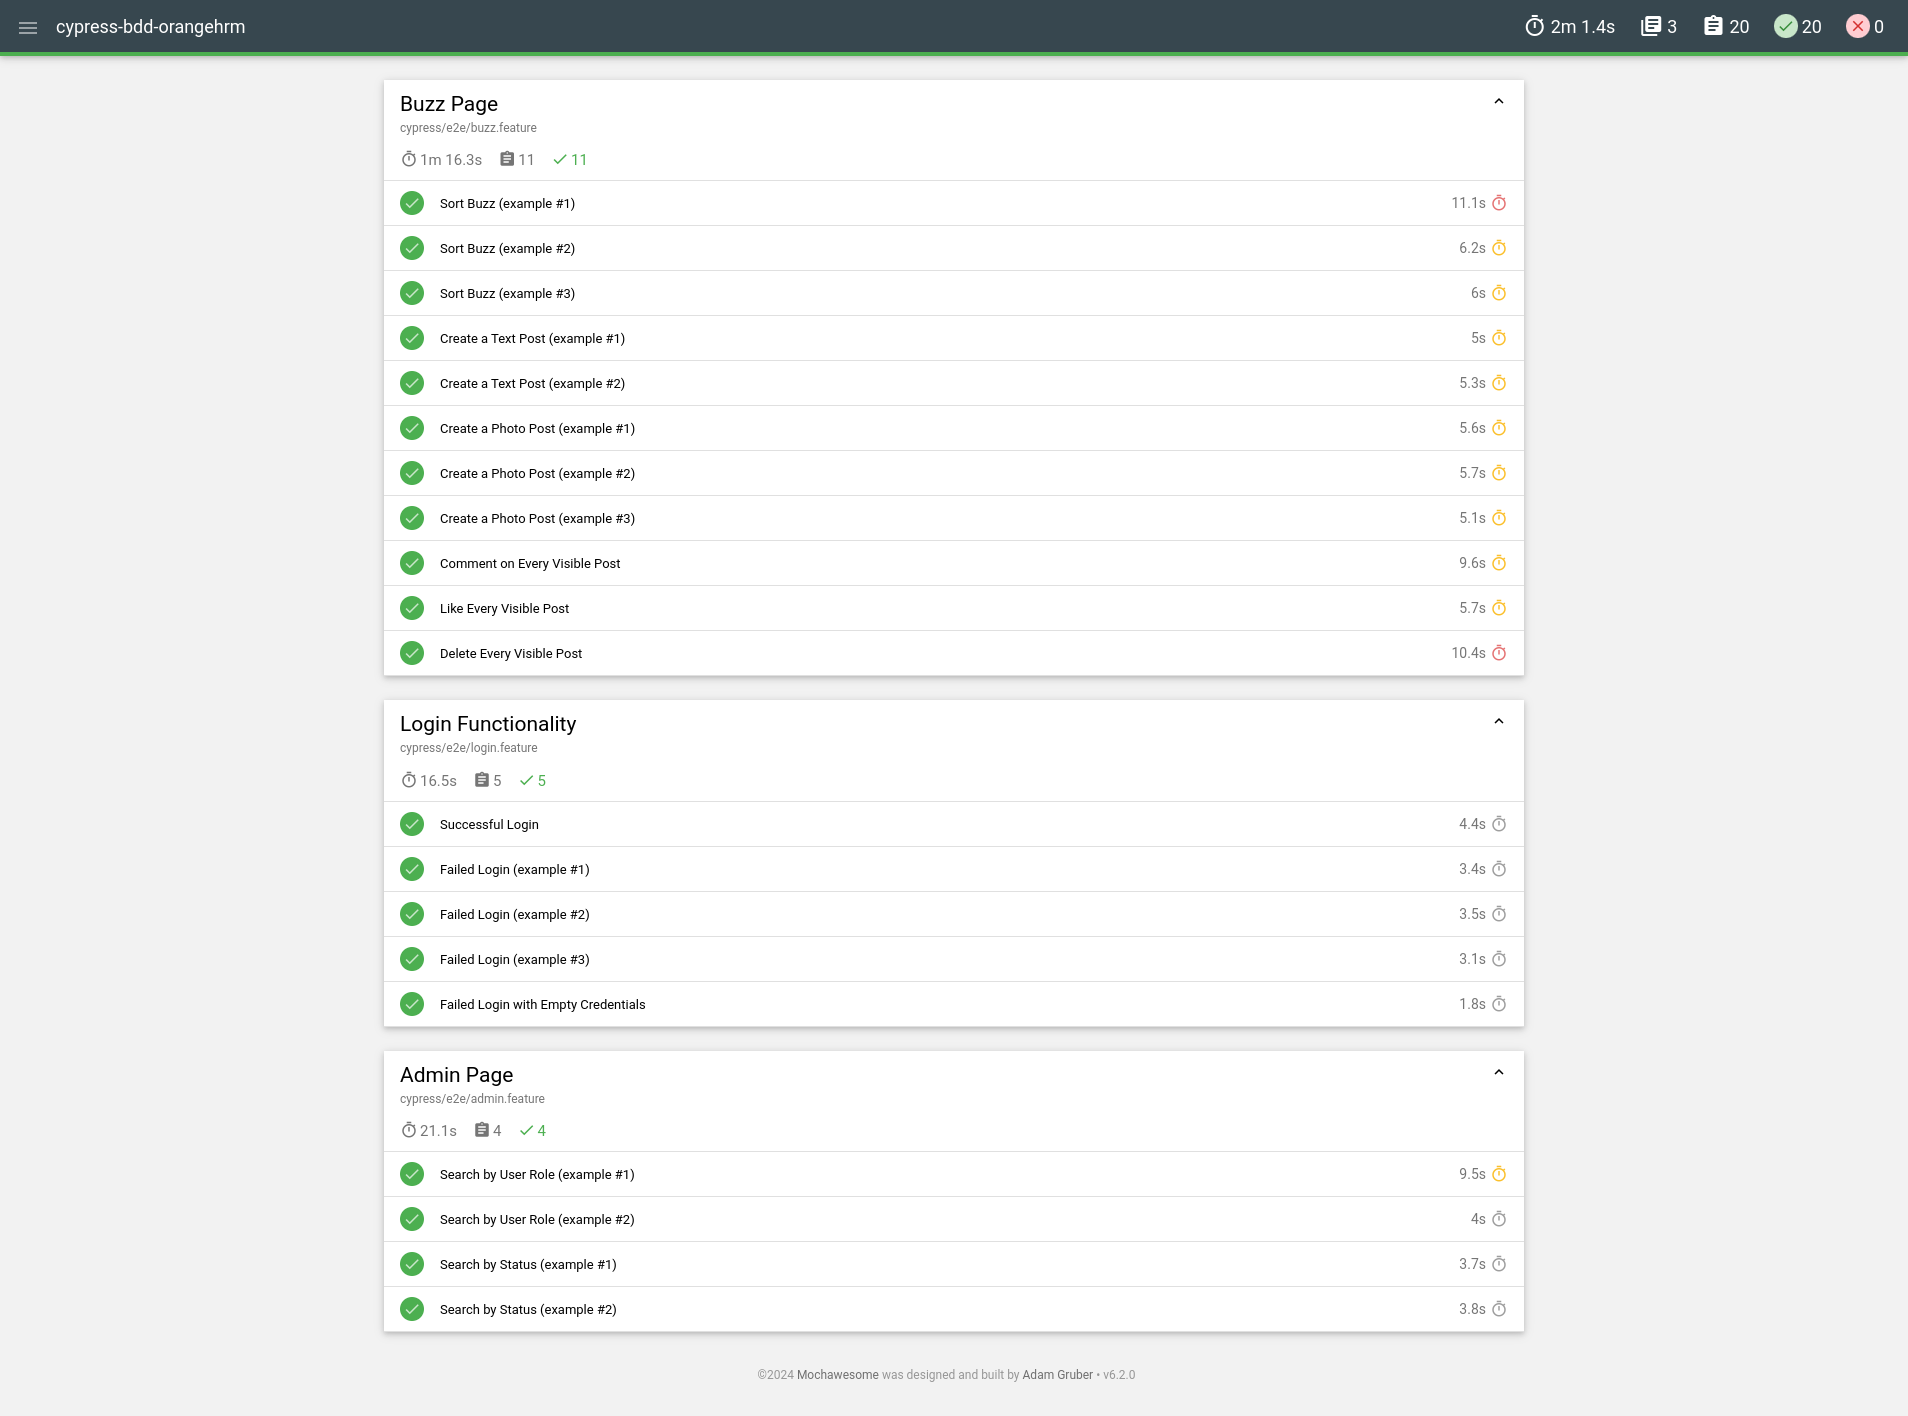 cypress-bdd-orangehrm 2m 1.4s 3 20 20 0
Buzz Page
cypress/e2e/buzz.feature
1m 16.3s 11 11
Sort Buzz (example #1) 11.1s
Sort Buzz (example #2) 6.2s
Sort Buzz (example #3) 6s
Create a Text Post (example #1) 5s
Create a Text Post (example #2) 5.3s
Create a Photo Post (example #1) 5.6s
Create a Photo Post (example #2) 5.7s
Create a Photo Post (example #3) 5.1s
Comment on Every Visible Post 9.6s
Like Every Visible Post 5.7s
Delete Every Visible Post 10.4s
Login Functionality
cypress/e2e/login.feature
16.5s 5 5
Successful Login 4.4s
Failed Login (example #1) 3.4s
Failed Login (example #2) 3.5s
Failed Login (example #3) 3.1s
Failed Login with Empty Credentials 1.8s
Admin Page
cypress/e2e/admin.feature
21.1s 4 4
Search by User Role (example #1) 9.5s
Search by User Role (example #2) 4s
Search by Status (example #1) 3.7s
Search by Status (example #2) 3.8s
©2024 Mochawesome was designed and built by Adam Gruber • v6.2.0